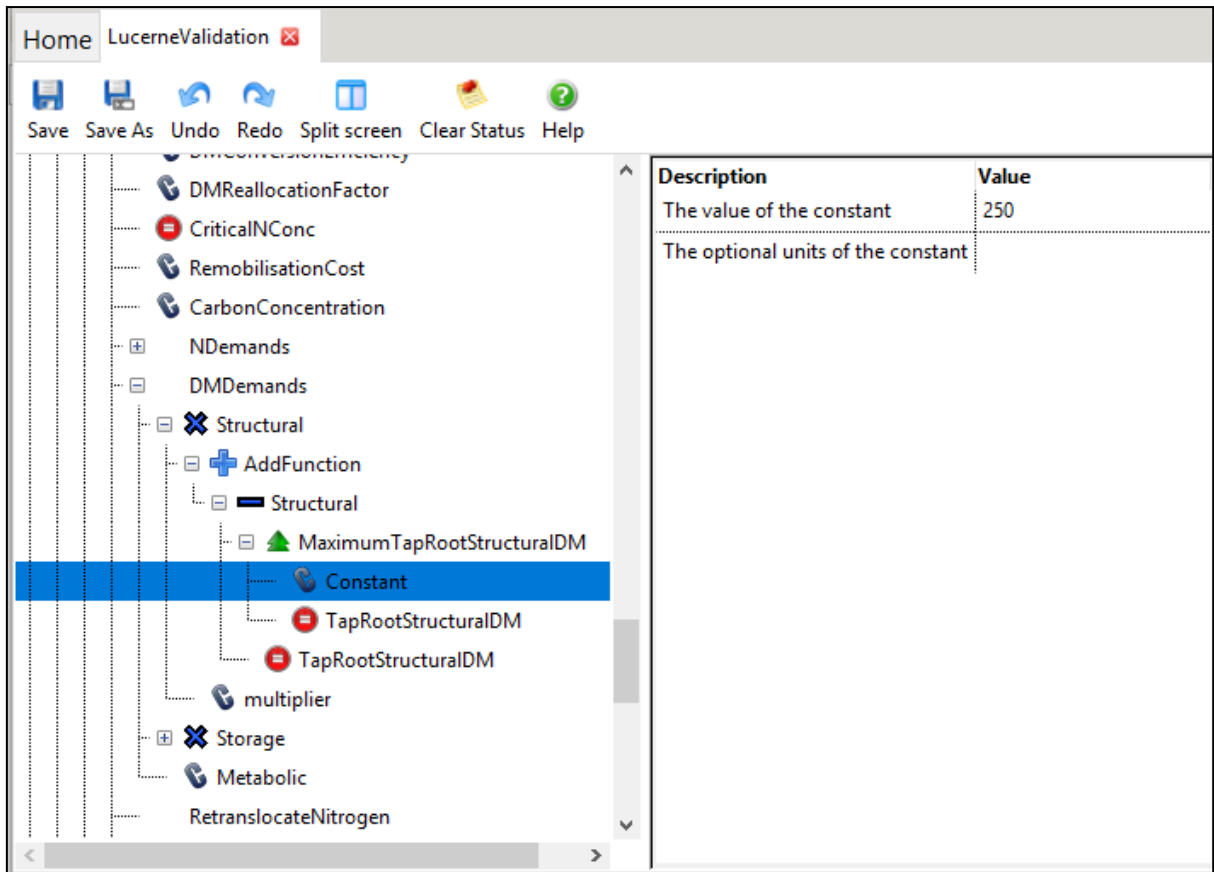 Home LucerneValidation
Save Save As Undo Redo Split screen Clear Status Help
DMConversionEfficiency
DMReallocationFactor
CriticalNConc
RemobilisationCost
CarbonConcentration
NDemands
DMDemands
Structural
AddFunction
Structural
MaximumTapRootStructuralDM
Constant
TapRootStructuralDM
TapRootStructuralDM
multiplier
Storage
Metabolic
RetranslocateNitrogen
Description Value
The value of the constant 250
The optional units of the constant